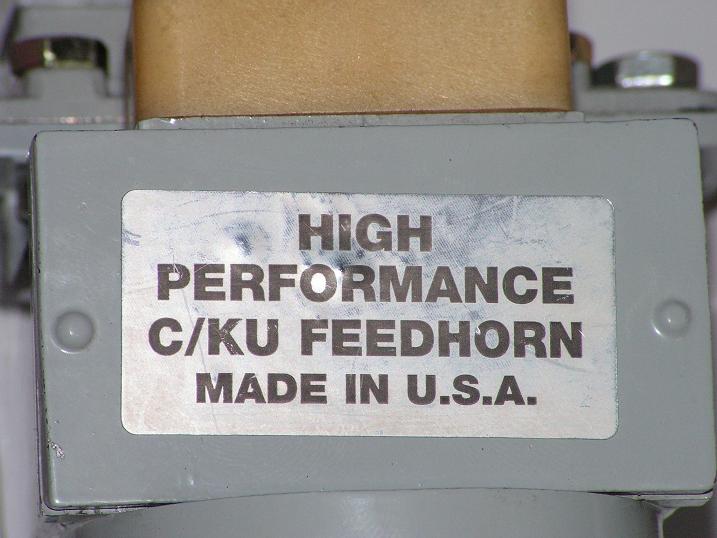 HIGH
PERFORMANCE
C/KU FEEDHORN
MADE IN U.S.A.